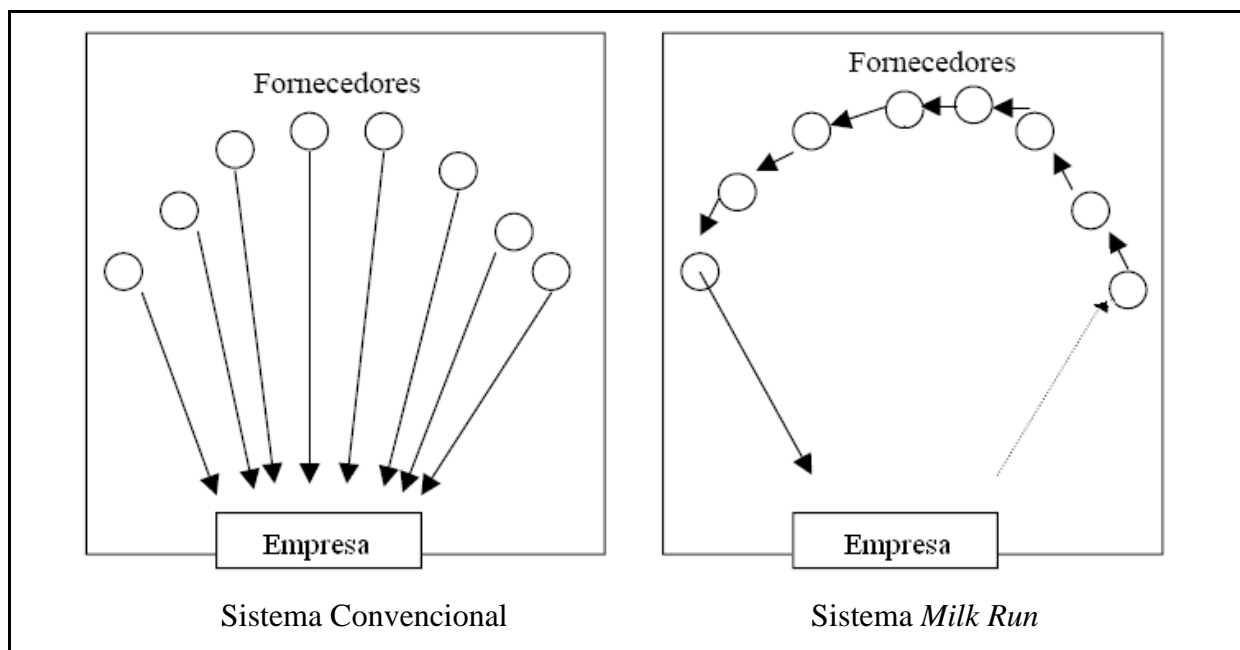 Fornecedores
Empresa
Sistema Convencional
Fornecedores
Empresa
Sistema Milk Run